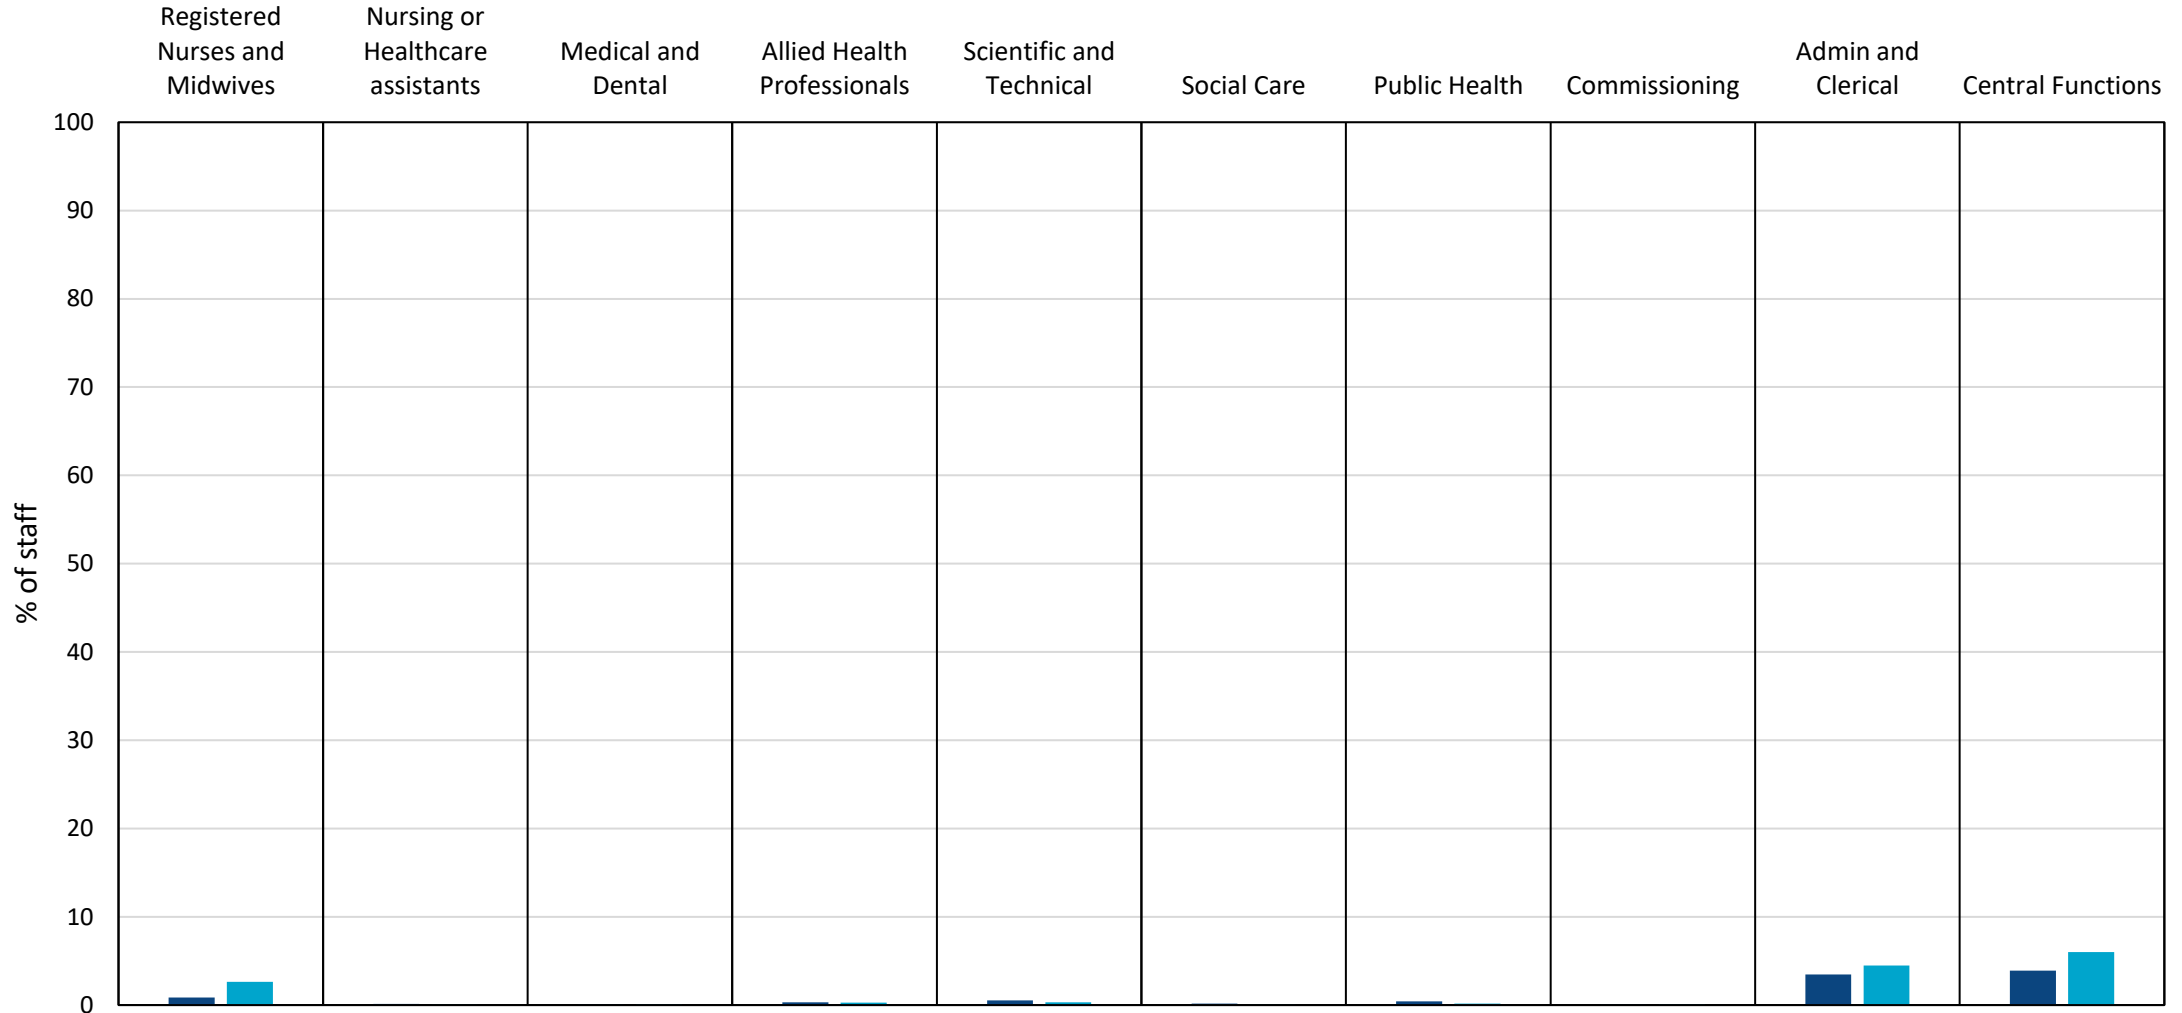 Registered
Nurses and
Midwives
Nursing or
Healthcare
assistants
Medical and
Dental
Allied Health
Professionals
Scientific and
Technical
Social Care
Public Health
Commissioning
Admin and
Clerical
Central Functions
100
90
80
70
60
50
40
30
20
10
0
% of staff